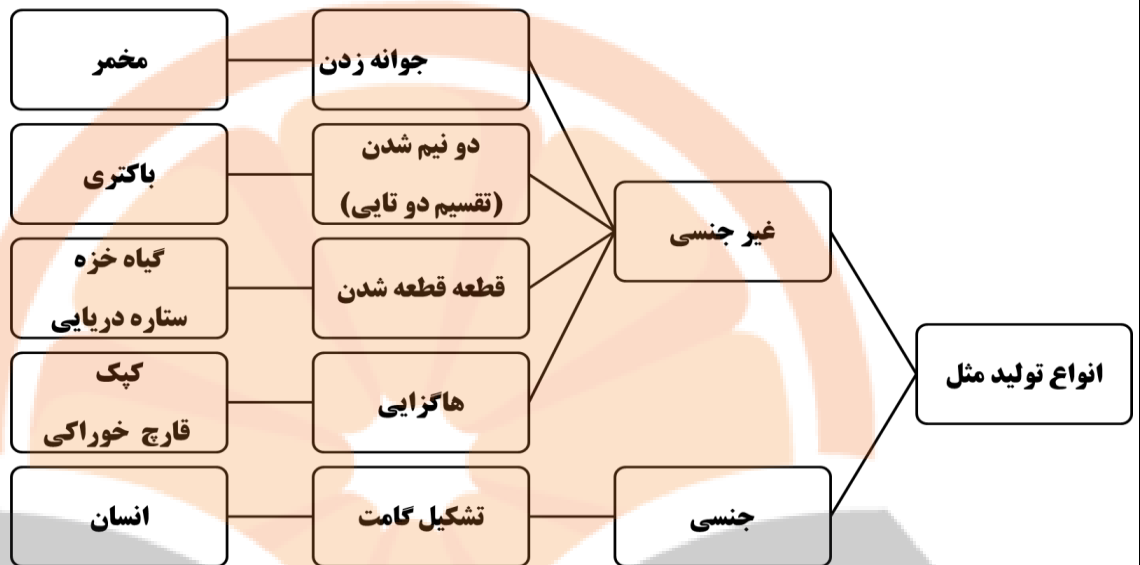 انواع تولید مثل
غیر جنسی
جوانه زدن
مخمر
دو نیم شدن
(تقسیم دو تایی)
باکتری
قطعه قطعه شدن
گیاه خزه
ستاره دریایی
هاگزایی
کپک
قارچ خوراکی
جنسی
تشکیل گامت
انسان